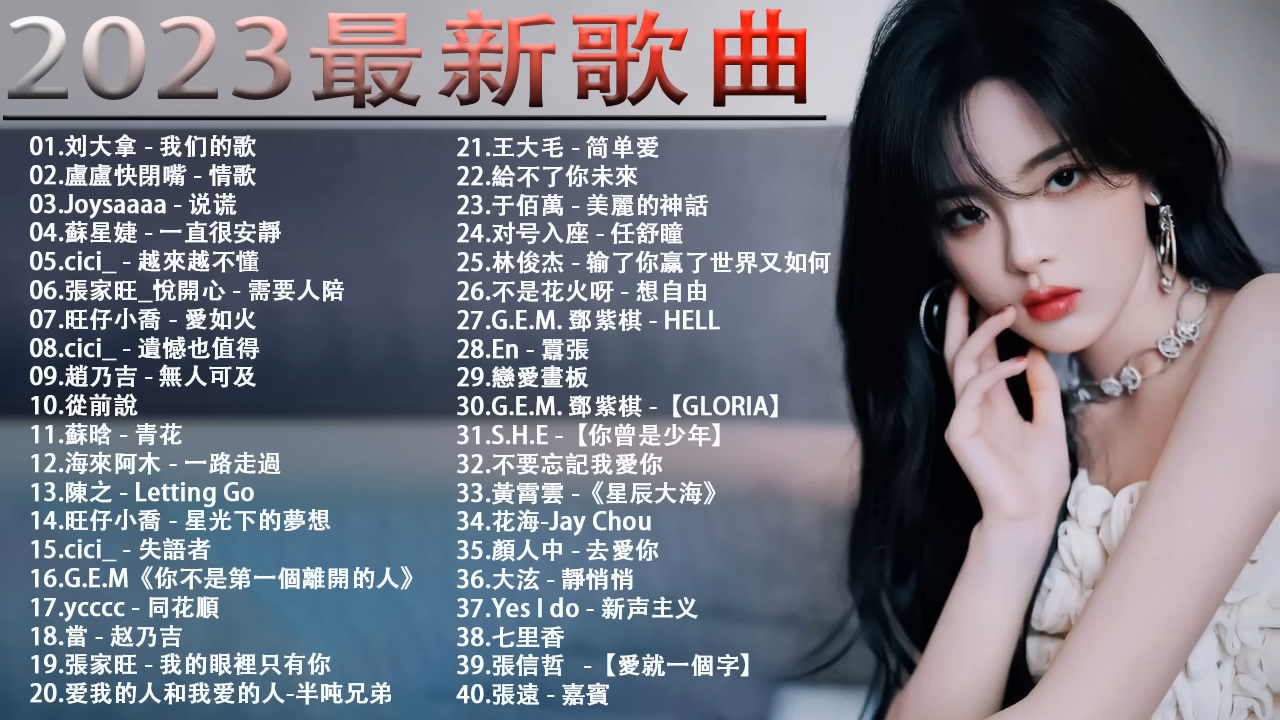 2023最新歌曲
01.刘大拿 - 我们的歌
02.盧盧快閉嘴 - 情歌
03.Joysaaaa - 说谎
04.蘇星婕 - 一直很安靜
05.cici_ - 越來越不懂
06.張家旺_悅開心 - 需要人陪
07.旺仔小喬 - 愛如火
08.cici_ - 遺憾也值得
09.趙乃吉 - 無人可及
10.從前說
11.蘇晗 - 青花
12.海來阿木 - 一路走過
13.陳之 - Letting Go
14.旺仔小喬 - 星光下的夢想
15.cici_ - 失語者
16.G.E.M《你不是第一個離開的人》
17.ycccc - 同花順
18.當 - 赵乃吉
19.張家旺 - 我的眼裡只有你
20.爱我的人和我爱的人-半吨兄弟
21.王大毛 - 简单爱
22.給不了你未來
23.于佰萬 - 美麗的神話
24.对号入座 - 任舒瞳
25.林俊杰 - 输了你赢了世界又如何
26.不是花火呀 - 想自由
27.G.E.M. 鄧紫棋 - HELL
28.En - 囂張
29.戀愛畫板
30.G.E.M. 鄧紫棋 -【GLORIA】
31.S.H.E -【你曾是少年】
32.不要忘記我愛你
33.黃霄雲 -《星辰大海》
34.花海-Jay Chou
35.顏人中 - 去愛你
36.大泫 - 靜悄悄
37.Yes I do - 新声主义
38.七里香
39.張信哲 -【愛就一個字】
40.張遠 - 嘉賓